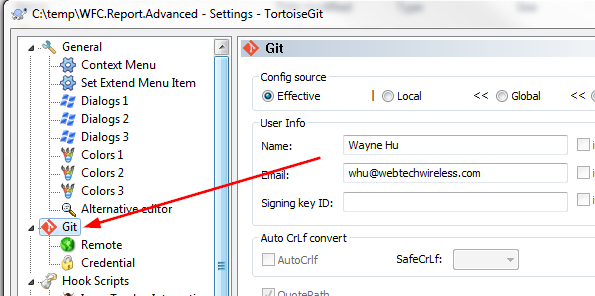 C:\temp\WFC.Report.Advanced - Settings - TortoiseGit
General
Context Menu
Set Extend Menu Item
Dialogs 1
Dialogs 2
Dialogs 3
Colors 1
Colors 2
Colors 3
Alternative editor
Git
Remote
Credential
Hook Scripts
Git
Config source
Effective
Local
<<
Global
<<
User Info
Name:
Wayne Hu
Email:
whu@webtechwireless.com
Signing key ID:
Auto CrLf convert
AutoCrlf
SafeCrLf:
QuotePath